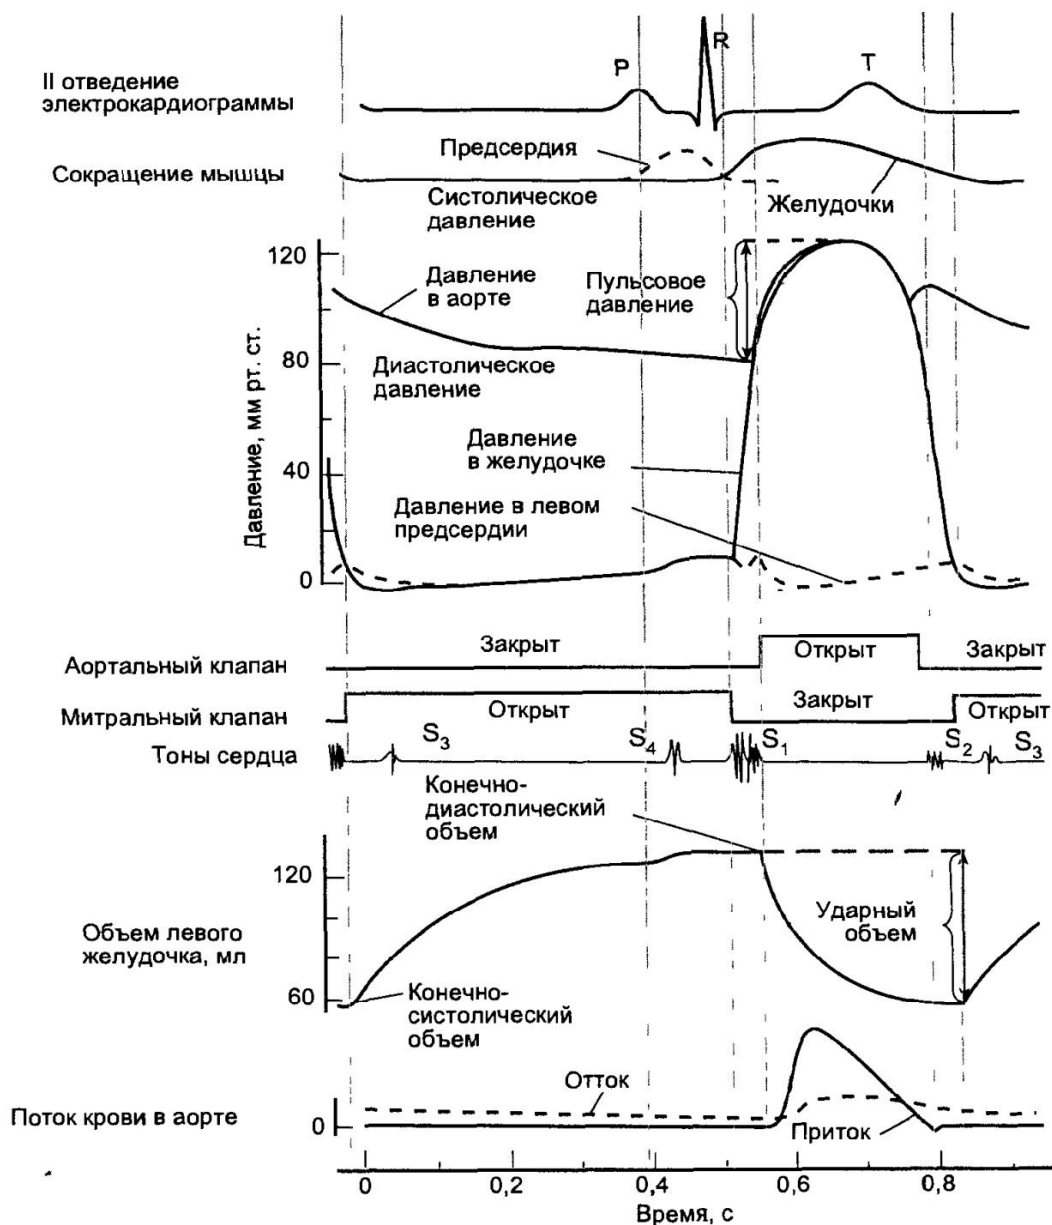 P
R
T
II отведение
электрокардиограммы
Предсердия
Сокращение мышцы
Систолическое
давление
Желудочки
120
Давление
в аорте
Пульсовое
давление
80
Диастолическое
давление
Давление, мм рт. ст.
Давление
в желудочке
40
Давление в левом
предсердии
0
Закрыт
Открыт
Закрыт
Аортальный клапан
Закрыт
Открыт
Открыт
Митральный клапан
S3
S4
S1
S2
S3
Тоны сердца
Конечно-
диастолический
объем
120
Ударный
объем
Объем левого
желудочка, мл
60
Конечно-
систолический
объем
Отток
Поток крови в аорте
0
Приток
0
0,2
0,4
0,6
0,8
Время, с